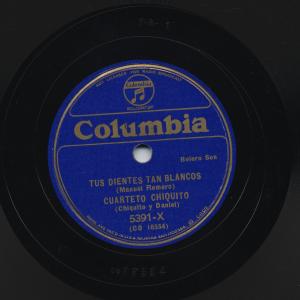 Columbia
Bolero Son
TUS DIENTES TAN BLANCOS
(Manuel Romero)
CUARTETO CHIQUITO
(Chiquito y Daniel)
5391-X
(CO 16554)